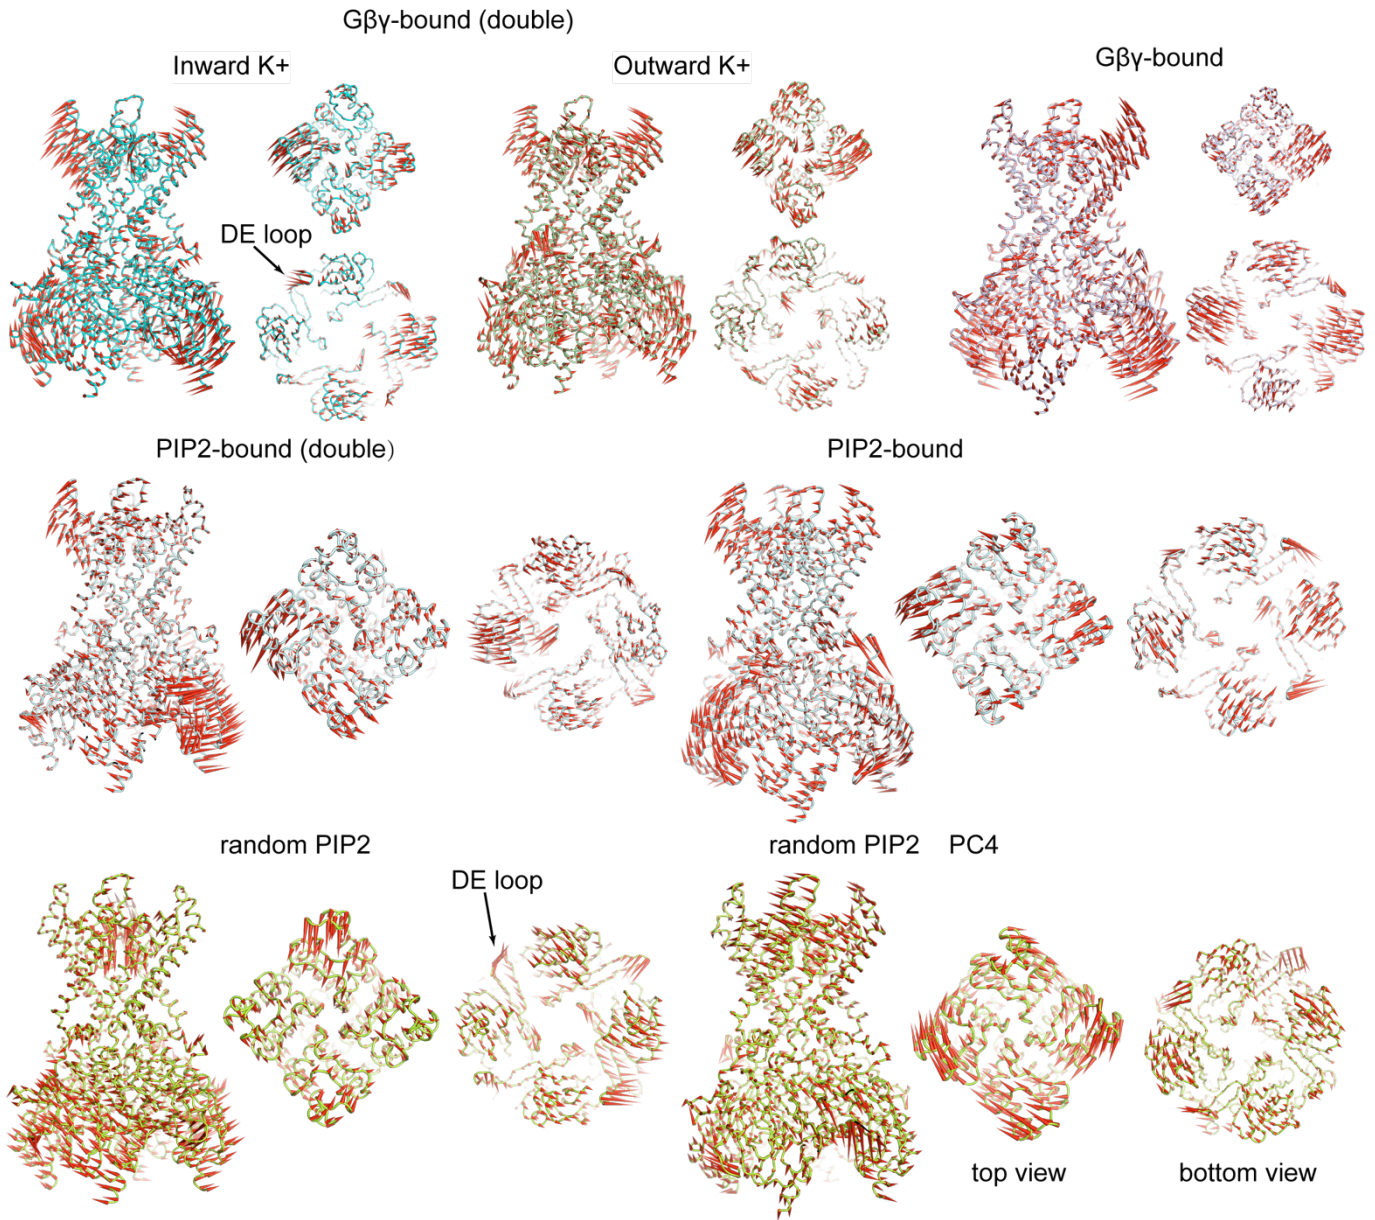 Gβγ-bound (double)
Inward K+
Outward K+
Gβγ-bound
DE loop
PIP2-bound (double)
PIP2-bound
random PIP2
random PIP2 PC4
DE loop
top view
bottom view